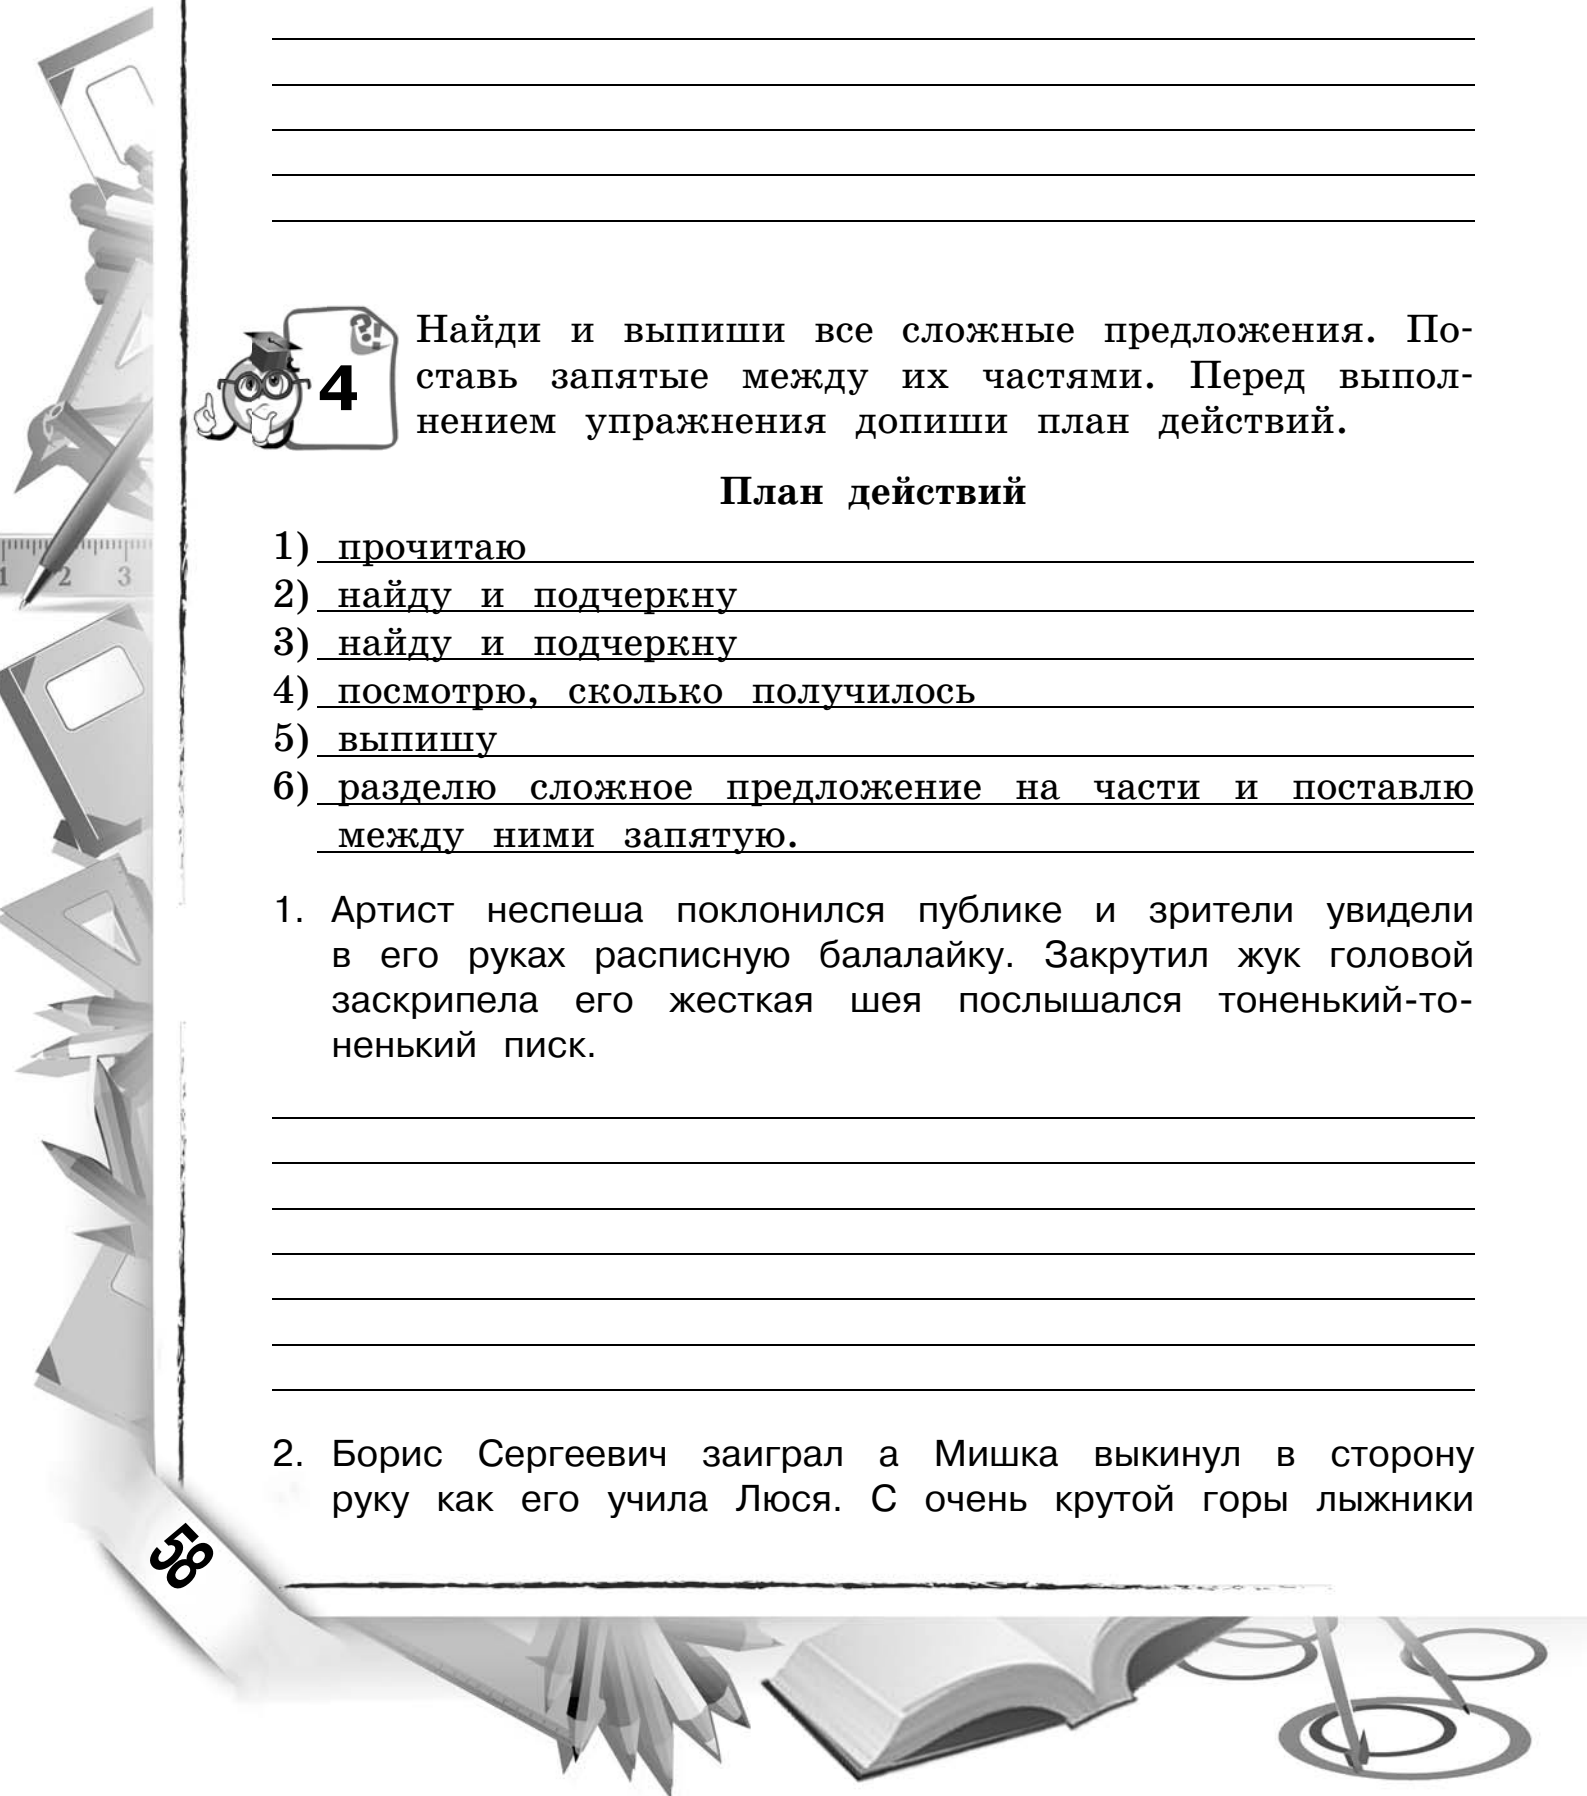 ?!
4
Найди и выпиши все сложные предложения. По-
ставь запятые между их частями. Перед выпол-
нением упражнения допиши план действий.
План действий
1) прочитаю
2) найду и подчеркну
3) найду и подчеркну
4) посмотрю, сколько получилось
5) выпишу
6) разделю сложное предложение на части и поставлю
между ними запятую.
1. Артист неспеша поклонился публике и зрители увидели
в его руках расписную балалайку. Закрутил жук головой
заскрипела его жесткая шея послышался тоненький-то-
ненький писк.
2. Борис Сергеевич заиграл а Мишка выкинул в сторону
руку как его учила Люся. С очень крутой горы лыжники
58
1 2 3